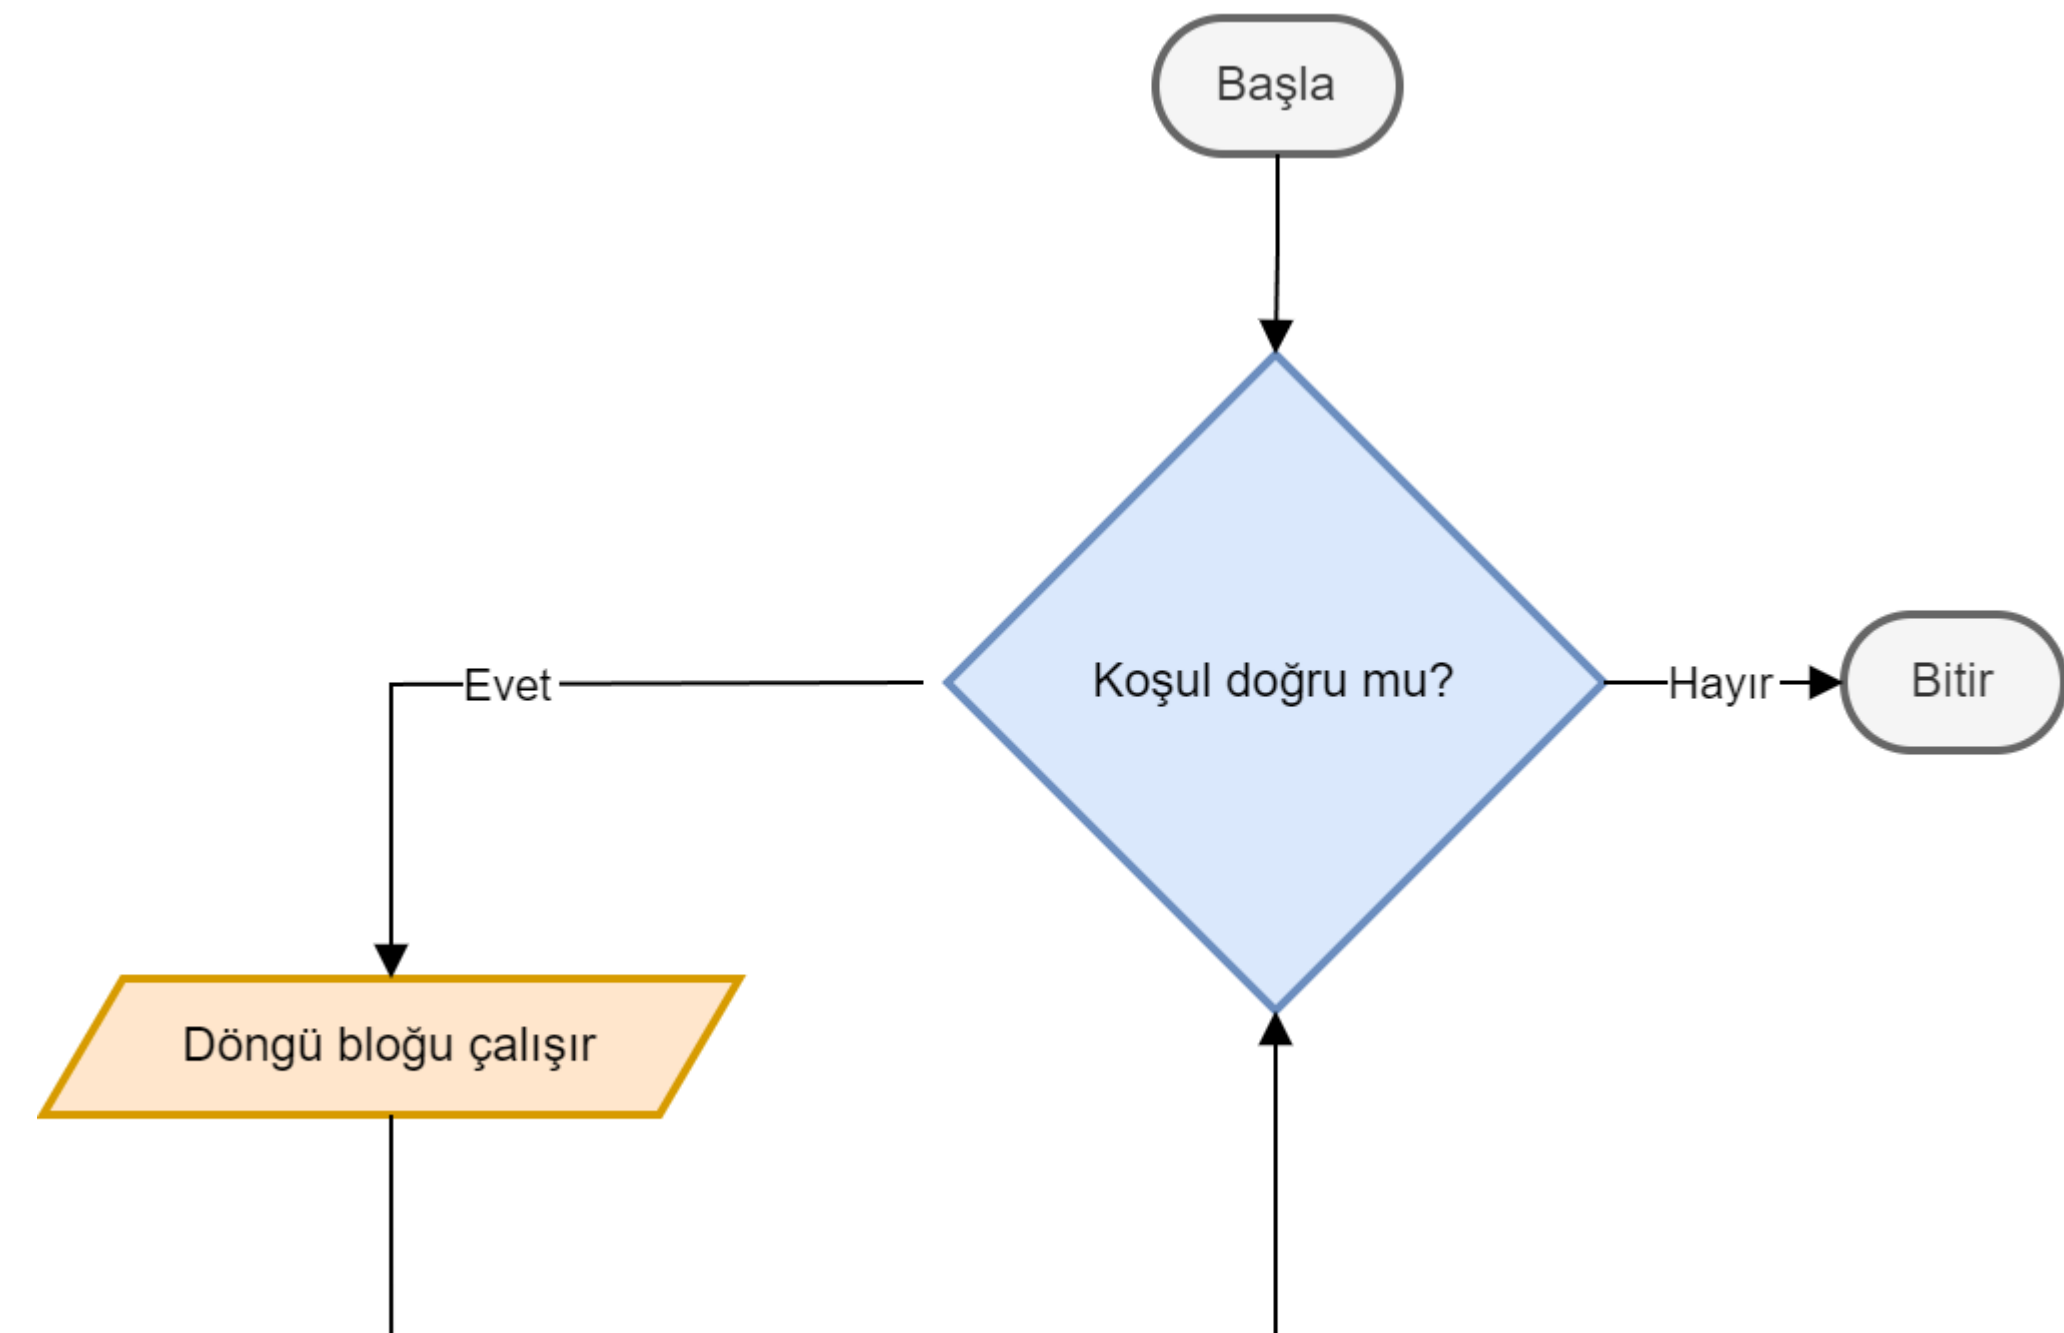 Başla
Koşul doğru mu?
Evet
Hayır
Bitir
Döngü bloğu çalışır